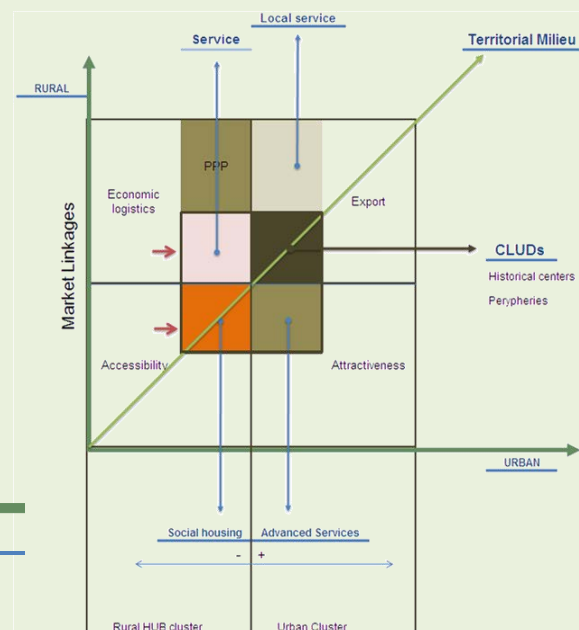 Local service
Service
Territorial Milieu
RURAL
PPP
Economic
logistics
Export
Market Linkages
CLUDs
Historical centers
Perypheries
Accessibility
Attractiveness
URBAN
Social housing
Advanced Services
- +
Rural HUB cluster
Urban Cluster